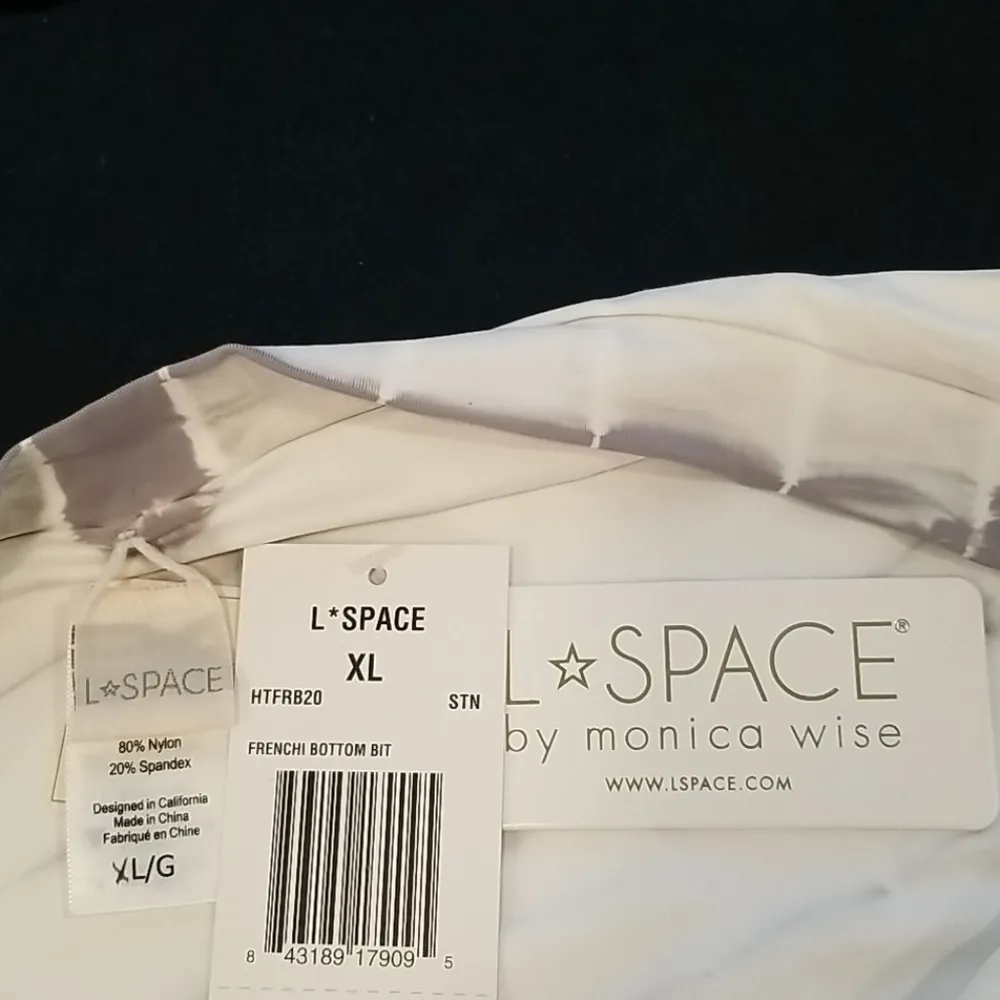 L☆SPACE
80% Nylon
20% Spandex
Designed in California
Made in China
Fabriqué en Chine
XL/G
L*SPACE
XL
HTFRB20 STN
FRENCHI BOTTOM BIT
8 43189 17909 5
L☆SPACE®
by monica wise
WWW.LSPACE.COM